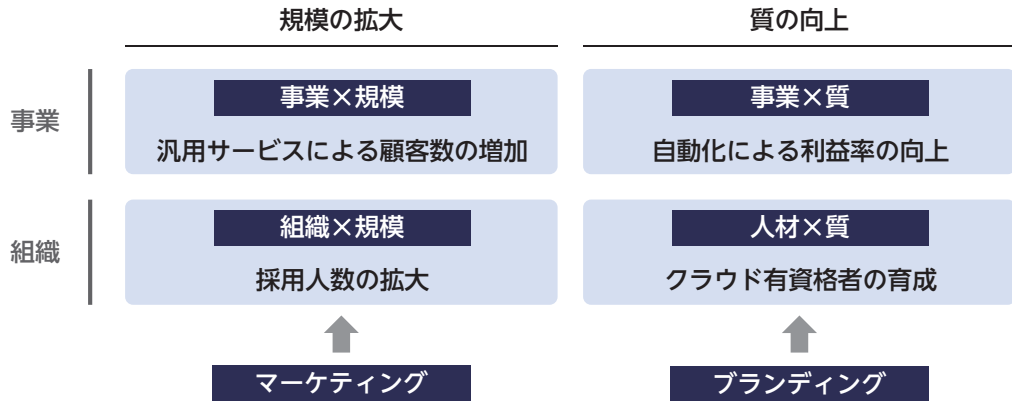 規模の拡大
質の向上
事業
事業×規模
汎用サービスによる顧客数の増加
事業×質
自動化による利益率の向上
組織
組織×規模
採用人数の拡大
人材×質
クラウド有資格者の育成
マーケティング
ブランディング